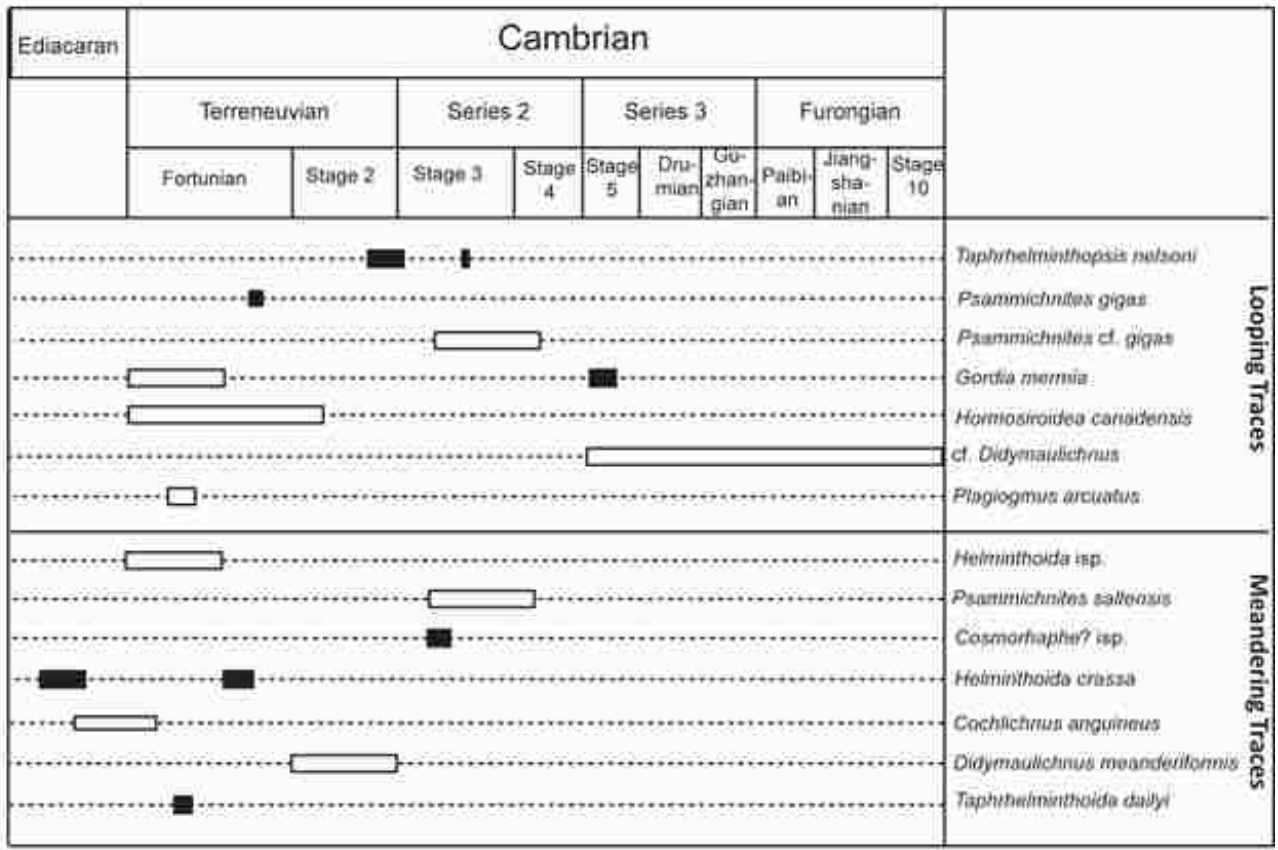 Ediacaran
Cambrian
Terreneuvian
Series 2
Series 3
Furongian
Fortunian
Stage 2
Stage 3
Stage
4
Stage
5
Dru-
mian
Gu-
zhan-
gian
Paibi-
an
Jiang-
sha-
nian
Stage
10
Taphrhelminthopsis nelsoni
Psammichnites gigas
Psammichnites cf. gigas
Gordia mermia
Hormosiroidea canadensis
cf. Didymaulichnus
Plagiogmus arcuatus
Looping Traces
Helminthoida isp.
Psammichnites saltensis
Cosmorhaphe? isp.
Helminthoida crassa
Cochlichnus anguineus
Didymaulichnus meanderiformis
Taphrhelminthoida dailyi
Meandering Traces